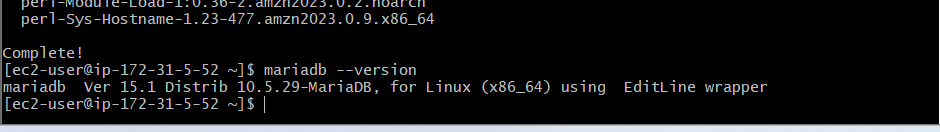 perl-Module-Load-1:0.36-2.amzn2023.0.2.noarch
perl-Sys-Hostname-1.23-477.amzn2023.0.9.x86_64
Complete!
[ec2-user@ip-172-31-5-52 ~]$ mariadb --version
mariadb  Ver 15.1 Distrib 10.5.29-MariaDB, for Linux (x86_64) using  EditLine wrapper
[ec2-user@ip-172-31-5-52 ~]$